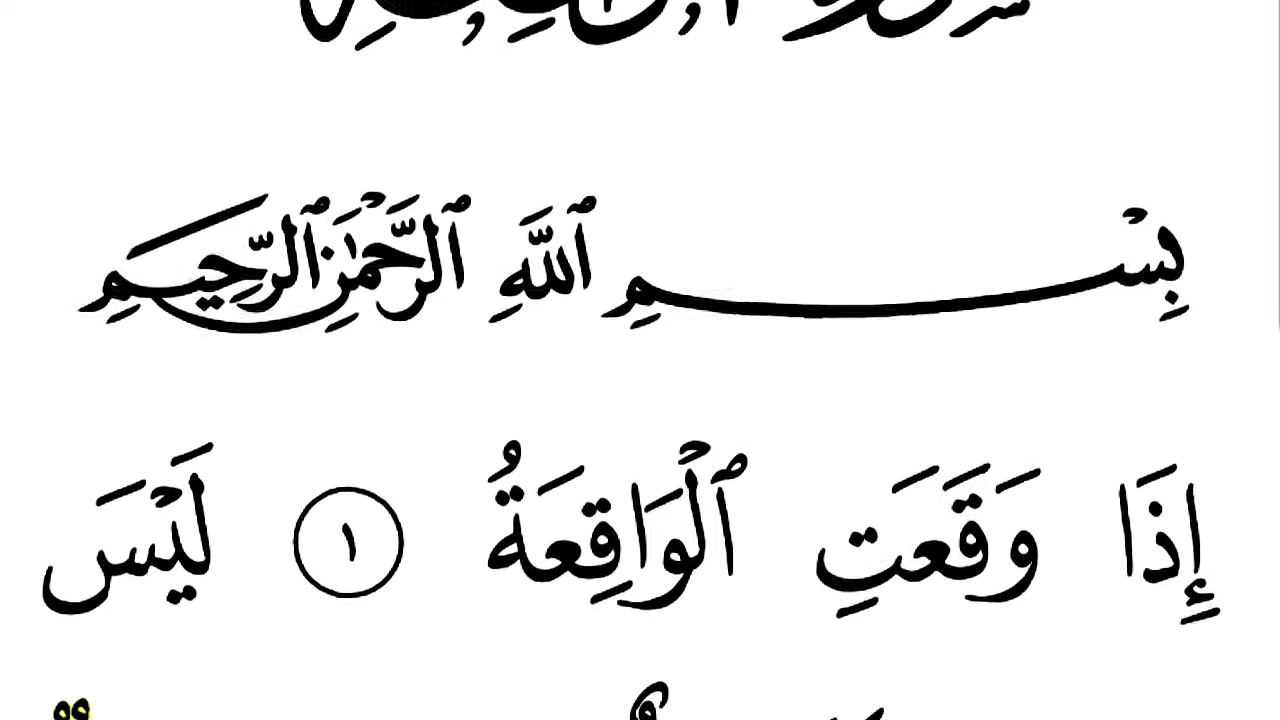 بِسْمِ ٱللَّهِ ٱلرَّحْمَٰنِ ٱلرَّحِيمِ
إِذَا وَقَعَتِ ٱلْوَاقِعَةُ ١ لَيْسَ